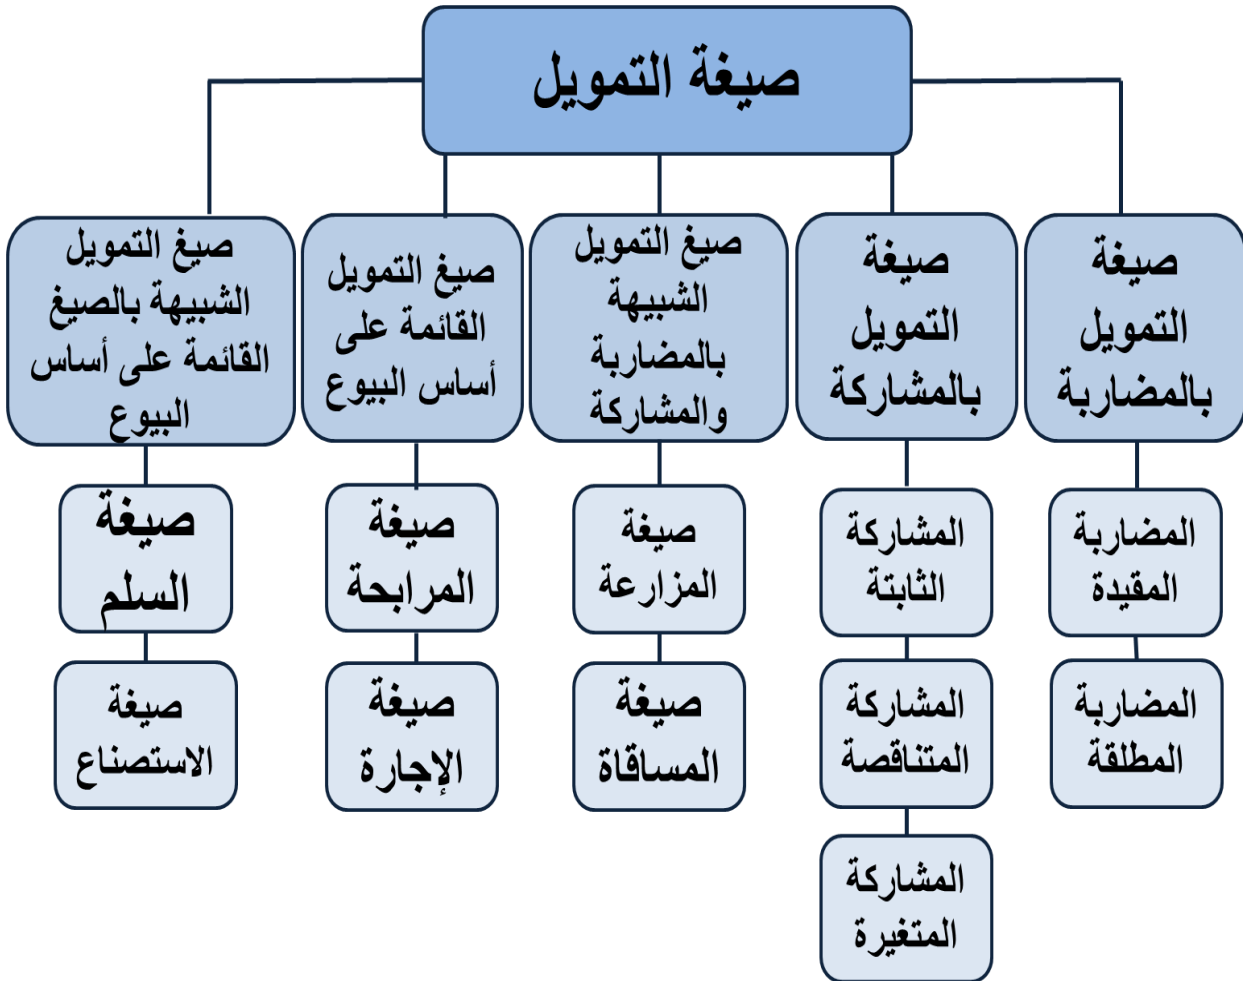 صيغة التمويل
صيغة
التمويل
بالمضاربة
صيغة
التمويل
بالمشاركة
صيغ التمويل
الشبيهة
بالمضاربة
والمشاركة
صيغ التمويل
القائمة على
أساس البيوع
صيغ التمويل
الشبيهة بالصيغ
القائمة على أساس
البيوع
المضاربة
المقيدة
المشاركة
الثابتة
صيغة
المزارعة
صيغة
المرابحة
صيغة
السلم
المضاربة
المطلقة
المشاركة
المتناقصة
صيغة
المساقاة
صيغة
الإجارة
صيغة
الاستصناع
المشاركة
المتغيرة